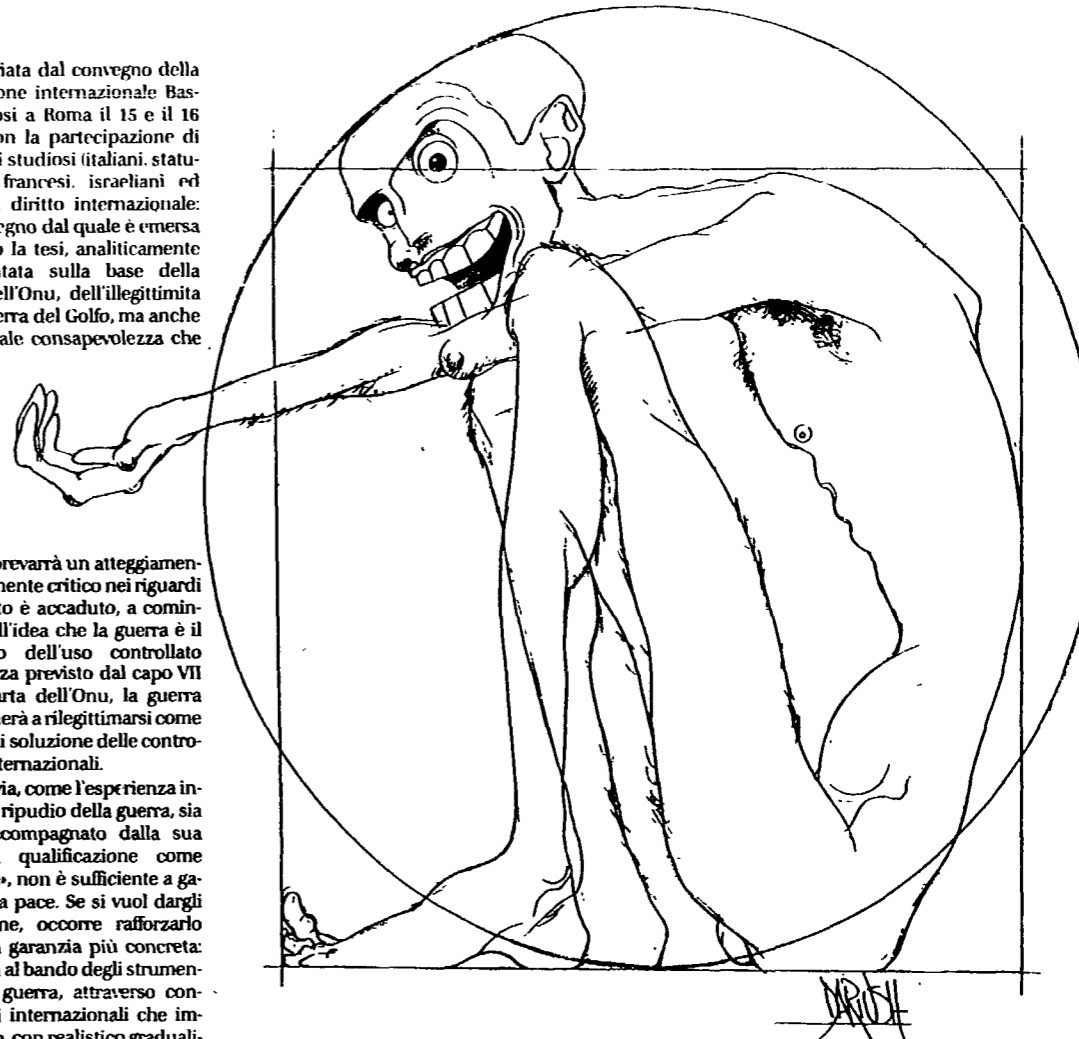 iata dal convegno della
one internazionale Bas-
osi a Roma il 15 e il 16
on la partecipazione di
i studiosi (italiani. statu-
francesi. israeliani ed
diritto internazionale:
egno dal quale è emersa
o la tesi, analiticamente
tata sulla base della
ell'Onu, dell'illegittimita
erra del Golfo, ma anche
ale consapevolezza che
prevarrà un atteggiamen-
mente critico nei riguardi
to è accaduto, a comin-
ll'idea che la guerra è il
o dell'uso controllato
za previsto dal capo VII
arta dell'Onu, la guerra
nerà a rilegittimarsi come
i soluzione delle contro-
ternazionali.
via, come l'esperienza in-
ripudio della guerra, sia
compagnato dalla sua
qualificazione come
», non è sufficiente a ga-
a pace. Se si vuol dargli
ne, occorre rafforzarlo
garanzia più concreta:
al bando degli strumen-
guerra, attraverso con-
i internazionali che im-
o, con realistico graduali-
DARIUSH